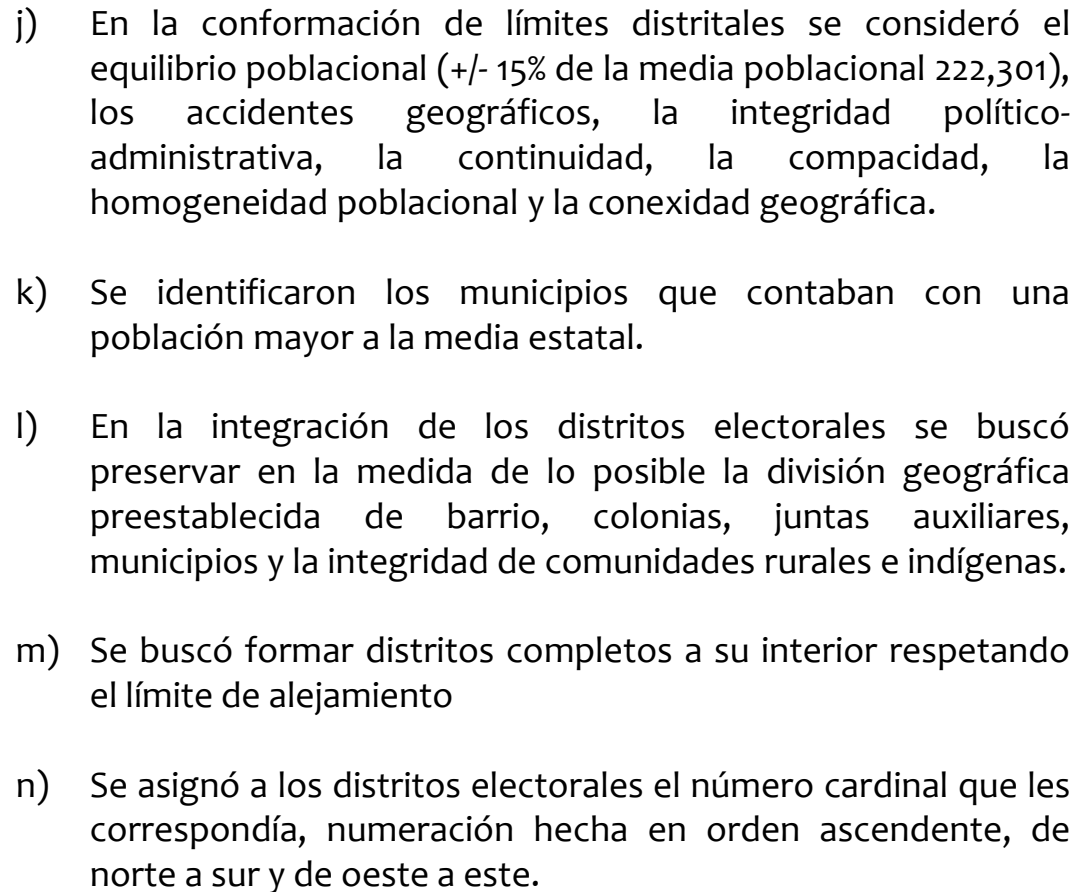 j) En la conformación de límites distritales se consideró el
equilibrio poblacional (+/- 15% de la media poblacional 222,301),
los accidentes geográficos, la integridad político-
administrativa, la continuidad, la compacidad, la
homogeneidad poblacional y la conexidad geográfica.
k) Se identificaron los municipios que contaban con una
población mayor a la media estatal.
l) En la integración de los distritos electorales se buscó
preservar en la medida de lo posible la división geográfica
preestablecida de barrio, colonias, juntas auxiliares,
municipios y la integridad de comunidades rurales e indígenas.
m) Se buscó formar distritos completos a su interior respetando
el límite de alejamiento
n) Se asignó a los distritos electorales el número cardinal que les
correspondía, numeración hecha en orden ascendente, de
norte a sur y de oeste a este.